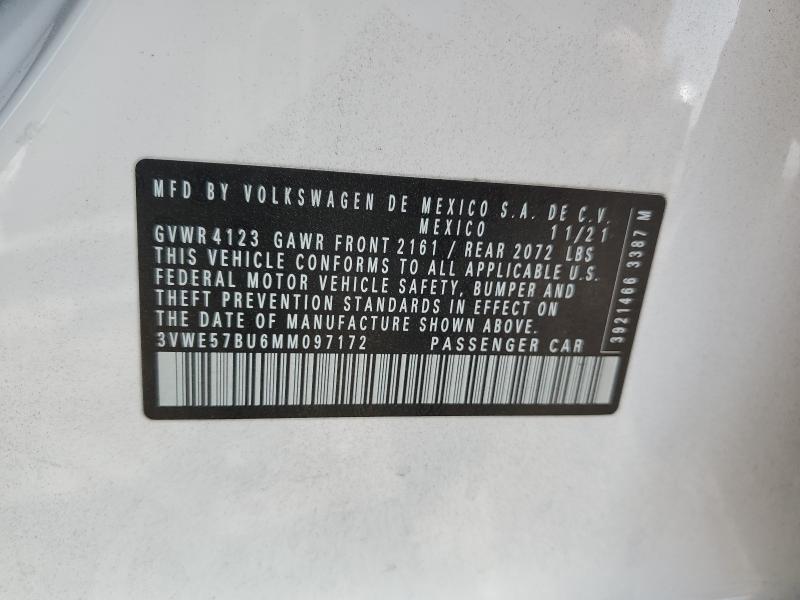 MFD BY VOLKSWAGEN DE MEXICO S.A. DE C.V.
MEXICO 11/21
GVWR 4123 GAWR FRONT 2161 / REAR 2072 LBS
THIS VEHICLE CONFORMS TO ALL APPLICABLE U.S.
FEDERAL MOTOR VEHICLE SAFETY, BUMPER AND
THEFT PREVENTION STANDARDS IN EFFECT ON
THE DATE OF MANUFACTURE SHOWN ABOVE.
3VWE57BU6MM097172 PASSENGER CAR
3921466 3387 M